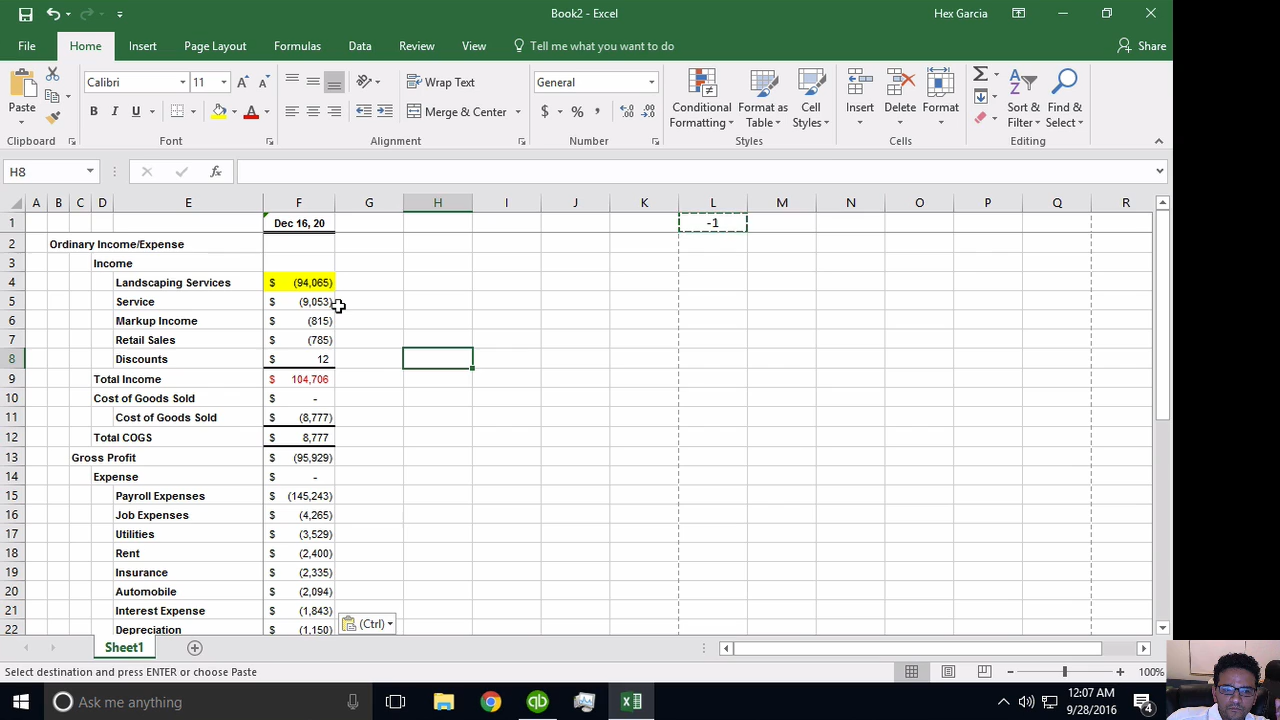 Book2 - Excel
Hex Garcia
File Home Insert Page Layout Formulas Data Review View Tell me what you want to do Share
Calibri 11 Wrap Text General
Paste B I U A Merge & Center $ % , Conditional Formatting Format as Table Cell Styles Insert Delete Format Sort & Filter Find & Select
Clipboard Font Alignment Number Styles Cells Editing
H8 fx
A B C D E F G H I J K L M N O P Q R
1 Dec 16, 20 -1
2 Ordinary Income/Expense
3 Income
4 Landscaping Services $ (94,065)
5 Service $ (9,053)
6 Markup Income $ (815)
7 Retail Sales $ (785)
8 Discounts $ 12
9 Total Income $ 104,706
10 Cost of Goods Sold $ -
11 Cost of Goods Sold $ (8,777)
12 Total COGS $ 8,777
13 Gross Profit $ (95,929)
14 Expense $ -
15 Payroll Expenses $ (145,243)
16 Job Expenses $ (4,265)
17 Utilities $ (3,529)
18 Rent $ (2,400)
19 Insurance $ (2,335)
20 Automobile $ (2,094)
21 Interest Expense $ (1,843)
22 Depreciation $ (1,150)
(Ctrl)
Sheet1
Select destination and press ENTER or choose Paste
100%
Ask me anything
qb
12:07 AM
9/28/2016
4